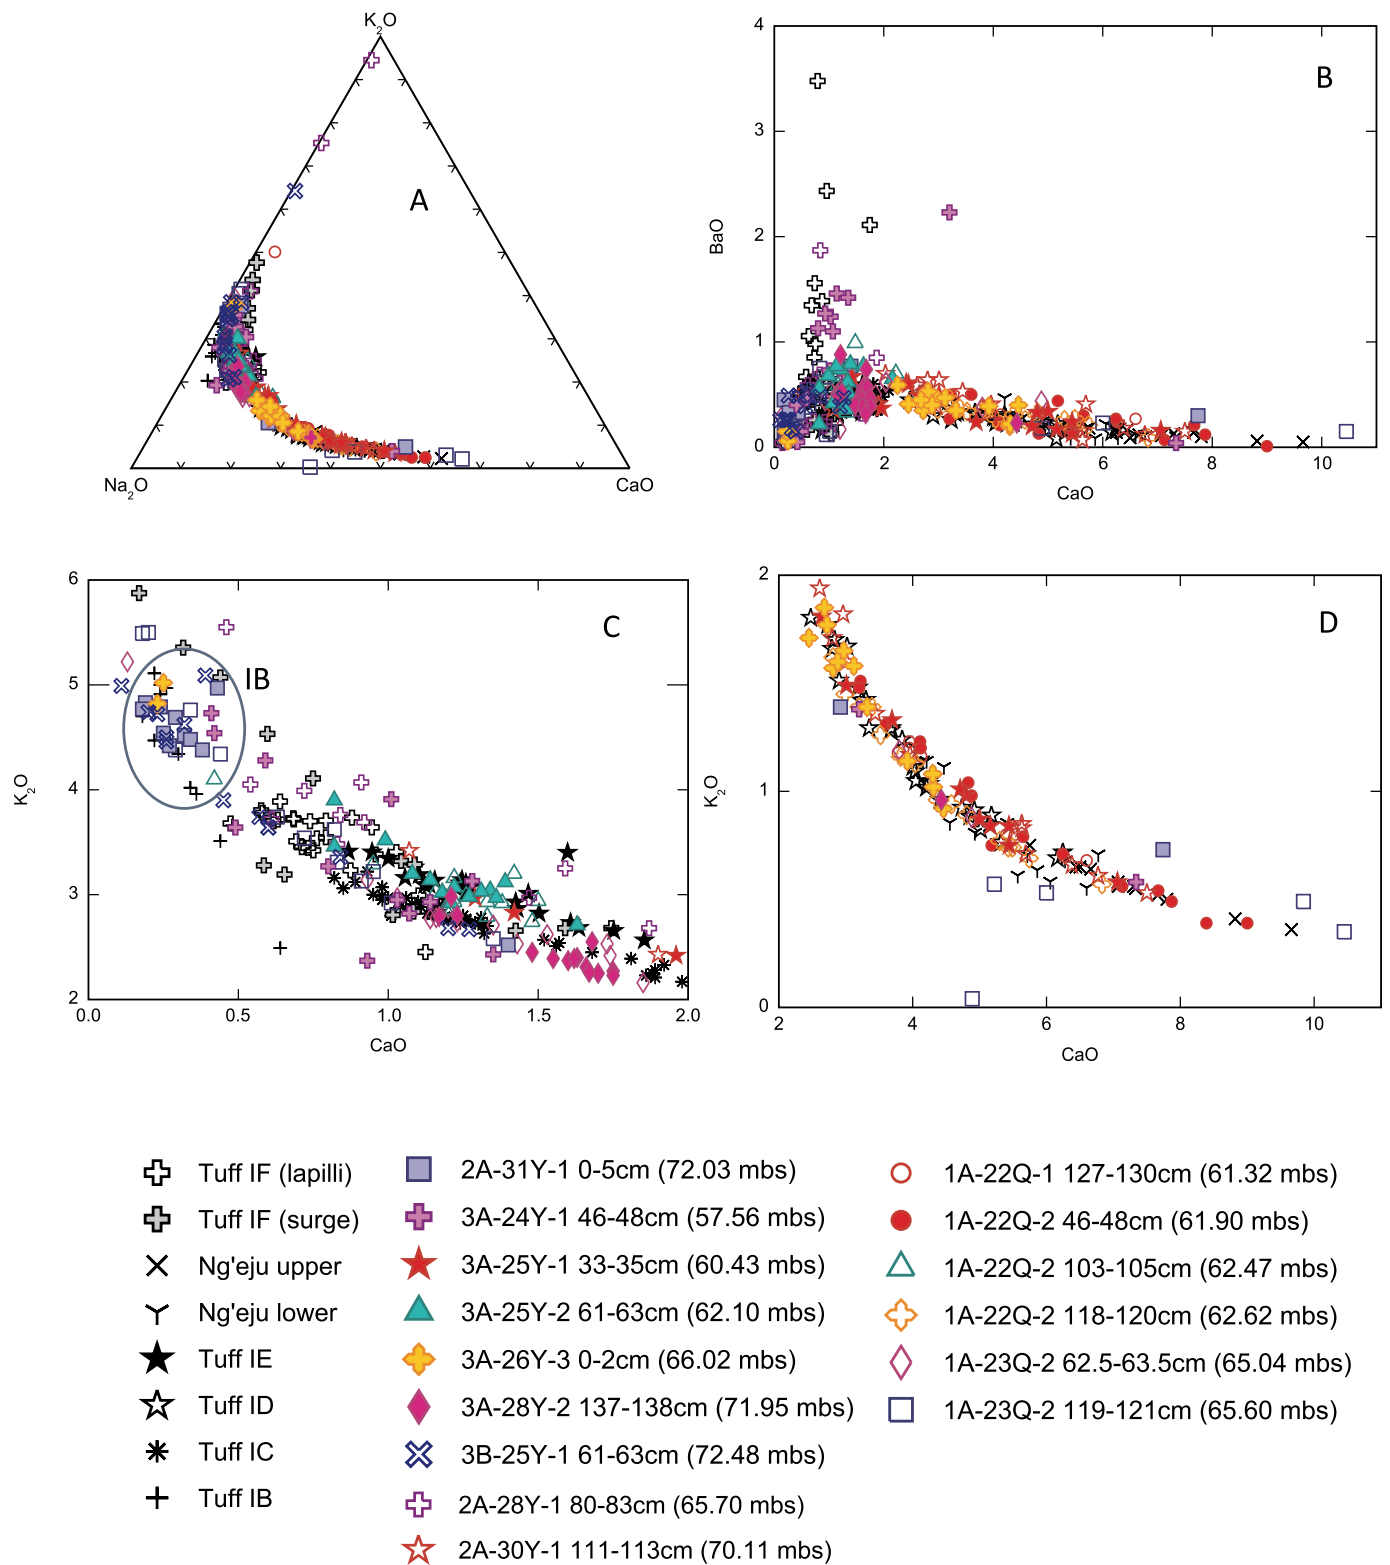 K2O
A
Na2O
CaO
4
3
2
1
0
BaO
B
0
2
4
6
8
10
CaO
6
5
4
3
2
K2O
C
IB
0.0
0.5
1.0
1.5
2.0
CaO
2
1
0
K2O
D
2
4
6
8
10
CaO
Tuff IF (lapilli)
Tuff IF (surge)
Ng'eju upper
Ng'eju lower
Tuff IE
Tuff ID
Tuff IC
Tuff IB
2A-31Y-1 0-5cm (72.03 mbs)
3A-24Y-1 46-48cm (57.56 mbs)
3A-25Y-1 33-35cm (60.43 mbs)
3A-25Y-2 61-63cm (62.10 mbs)
3A-26Y-3 0-2cm (66.02 mbs)
3A-28Y-2 137-138cm (71.95 mbs)
3B-25Y-1 61-63cm (72.48 mbs)
2A-28Y-1 80-83cm (65.70 mbs)
2A-30Y-1 111-113cm (70.11 mbs)
1A-22Q-1 127-130cm (61.32 mbs)
1A-22Q-2 46-48cm (61.90 mbs)
1A-22Q-2 103-105cm (62.47 mbs)
1A-22Q-2 118-120cm (62.62 mbs)
1A-23Q-2 62.5-63.5cm (65.04 mbs)
1A-23Q-2 119-121cm (65.60 mbs)